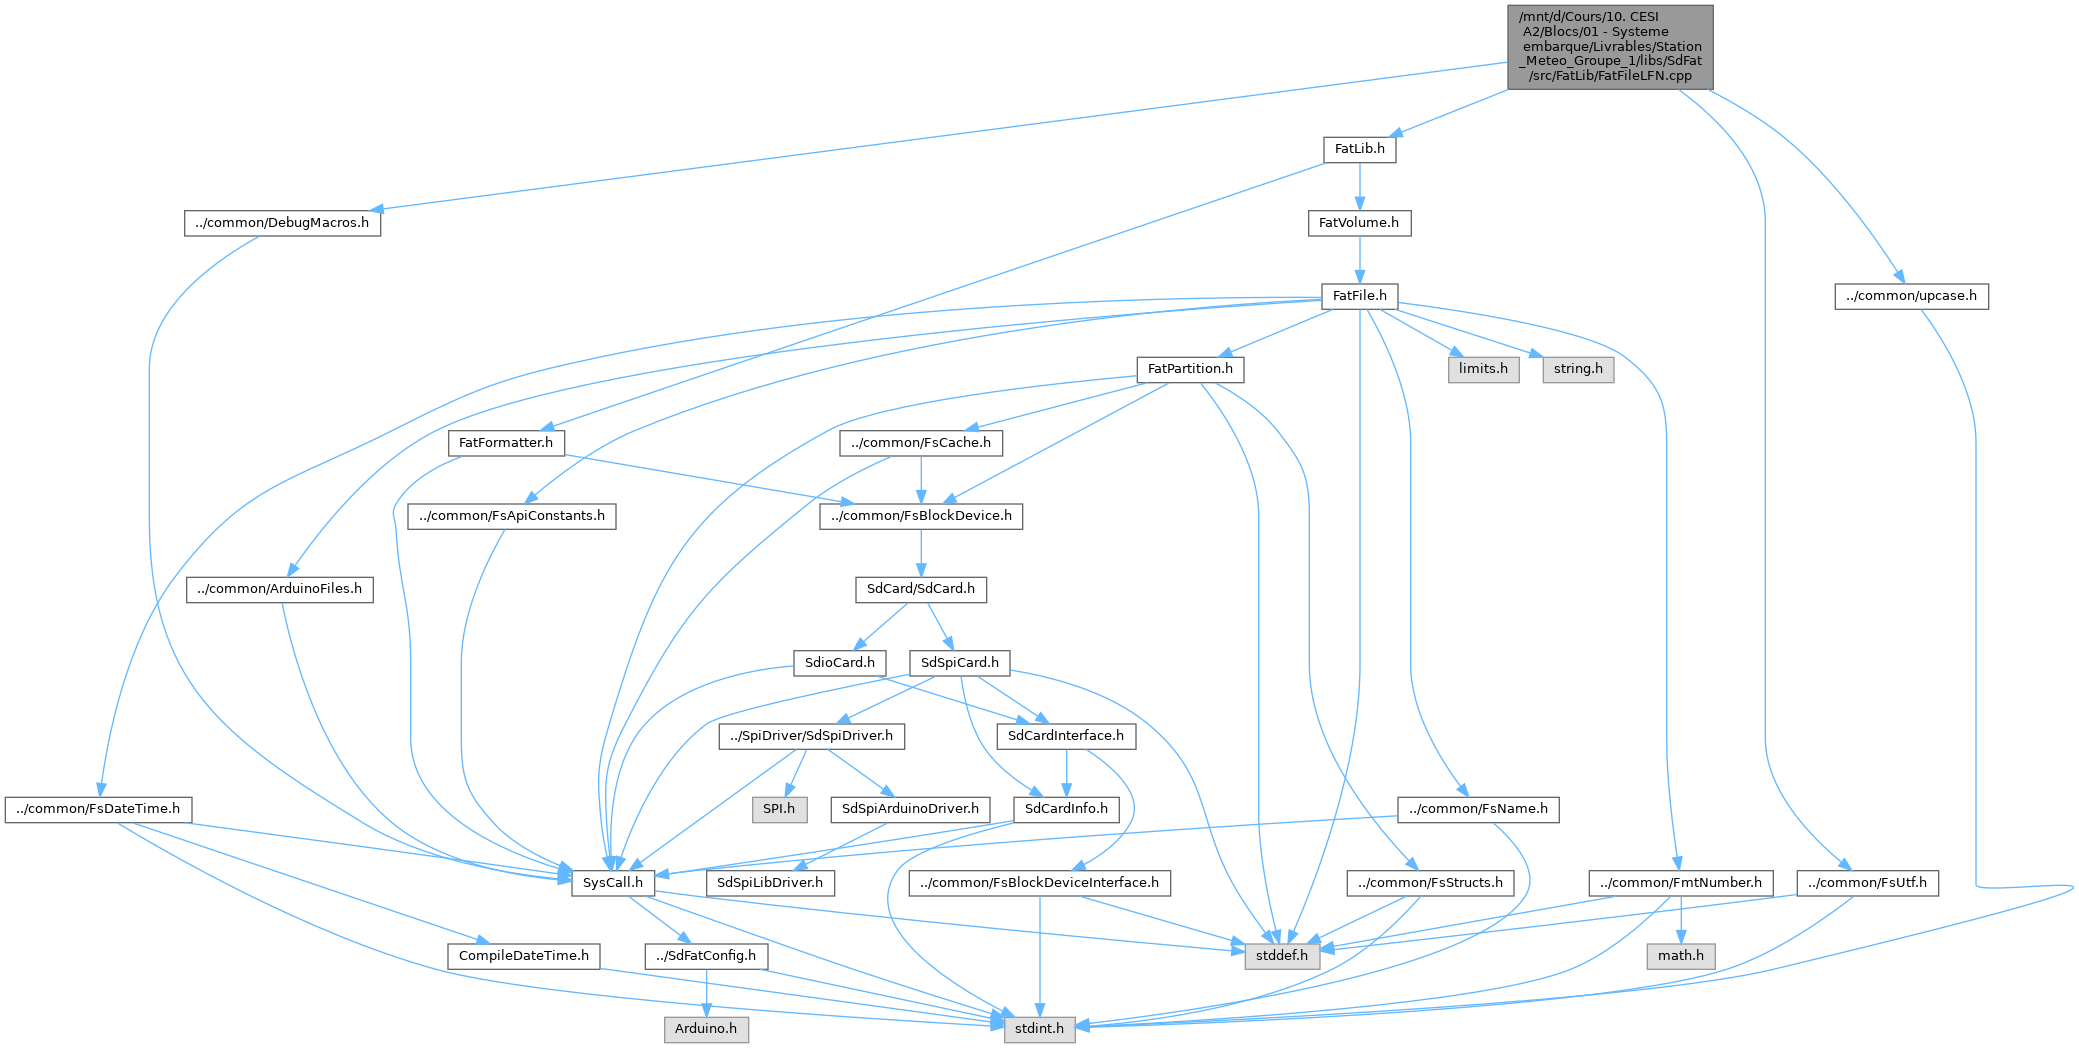 /mnt/d/Cours/10. CESI
A2/Blocs/01 - Systeme
embarque/Livrables/Station
_Meteo_Groupe_1/libs/SdFat
/src/FatLib/FatFileLFN.cpp
FatLib.h
../common/DebugMacros.h
FatVolume.h
FatFile.h
../common/upcase.h
FatPartition.h
limits.h
string.h
FatFormatter.h
../common/FsCache.h
../common/FsApiConstants.h
../common/FsBlockDevice.h
../common/ArduinoFiles.h
SdCard/SdCard.h
SdioCard.h
SdSpiCard.h
../SpiDriver/SdSpiDriver.h
SdCardInterface.h
../common/FsDateTime.h
SPI.h
SdSpiArduinoDriver.h
SdCardInfo.h
../common/FsName.h
SysCall.h
SdSpiLibDriver.h
../common/FsBlockDeviceInterface.h
../common/FsStructs.h
../common/FmtNumber.h
../common/FsUtf.h
CompileDateTime.h
../SdFatConfig.h
stddef.h
math.h
Arduino.h
stdint.h